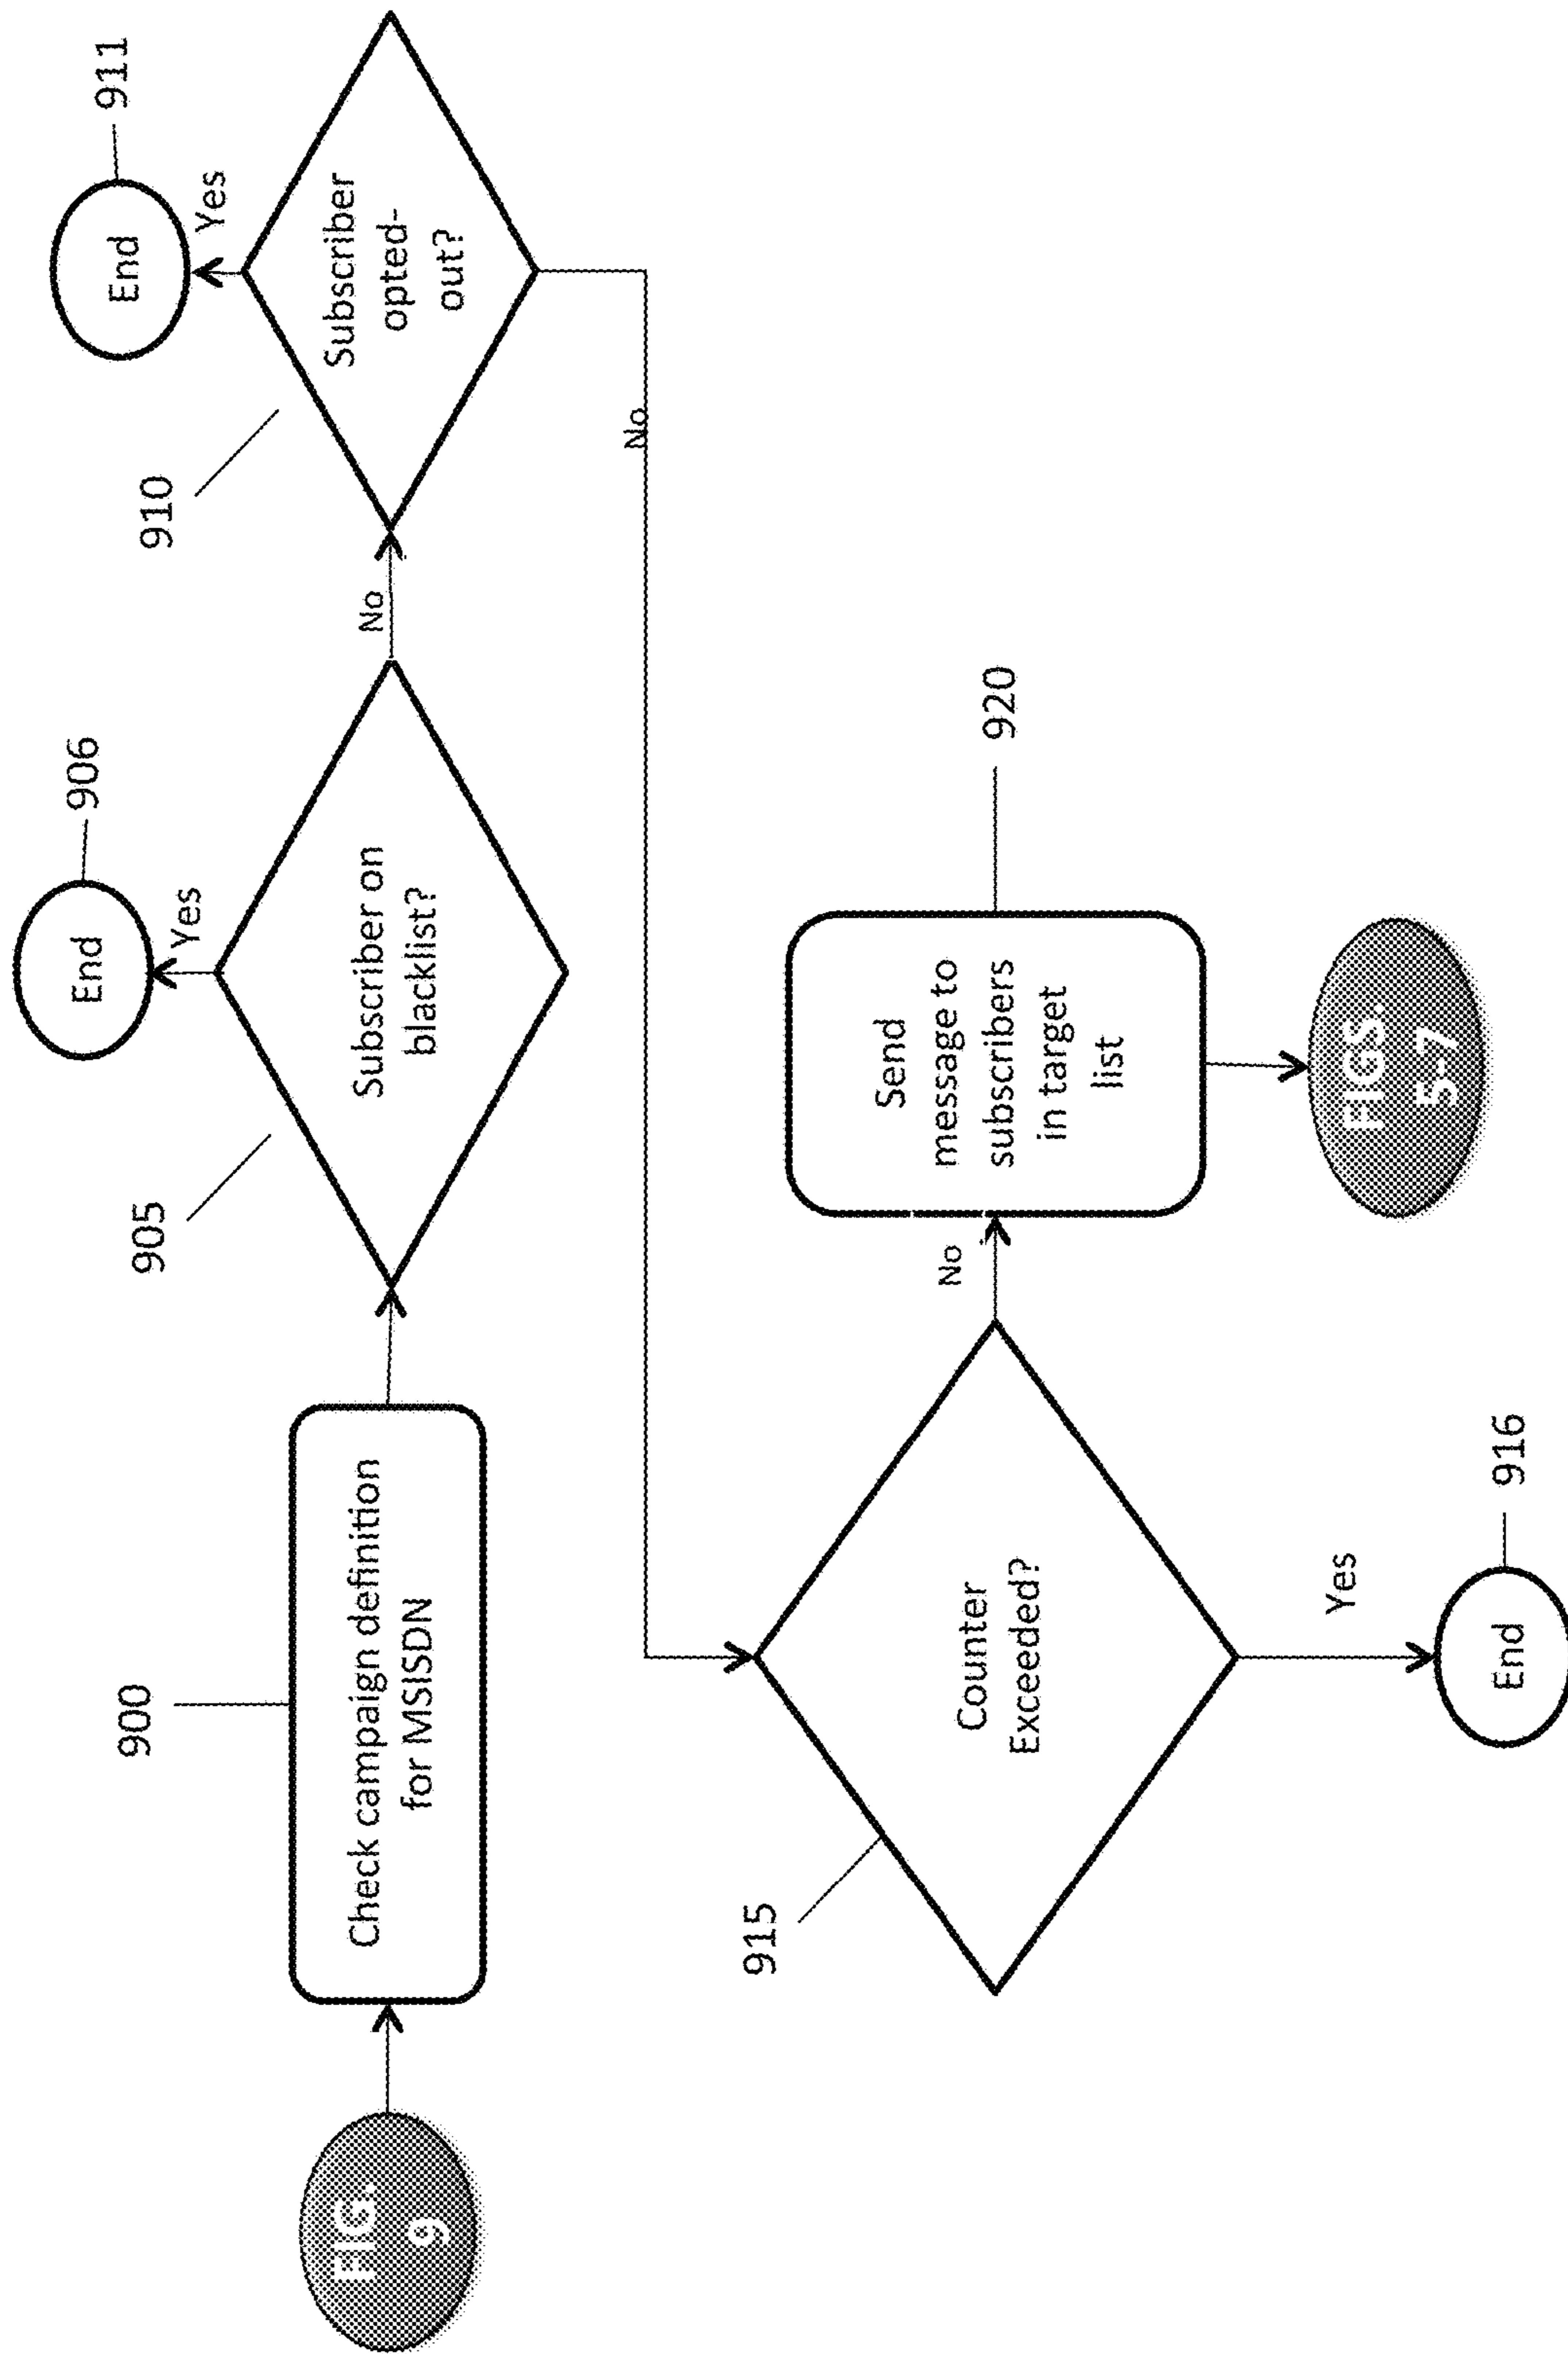 FIG.
9
900
Check campaign definition
for MSISDN
905
Subscriber on
blacklist?
Yes
End
906
No
910
Subscriber
opted-
out?
Yes
End
911
No
915
Counter
Exceeded?
Yes
End
916
No
Send
message to
subscribers
in target
list
920
FIGS.
5-7